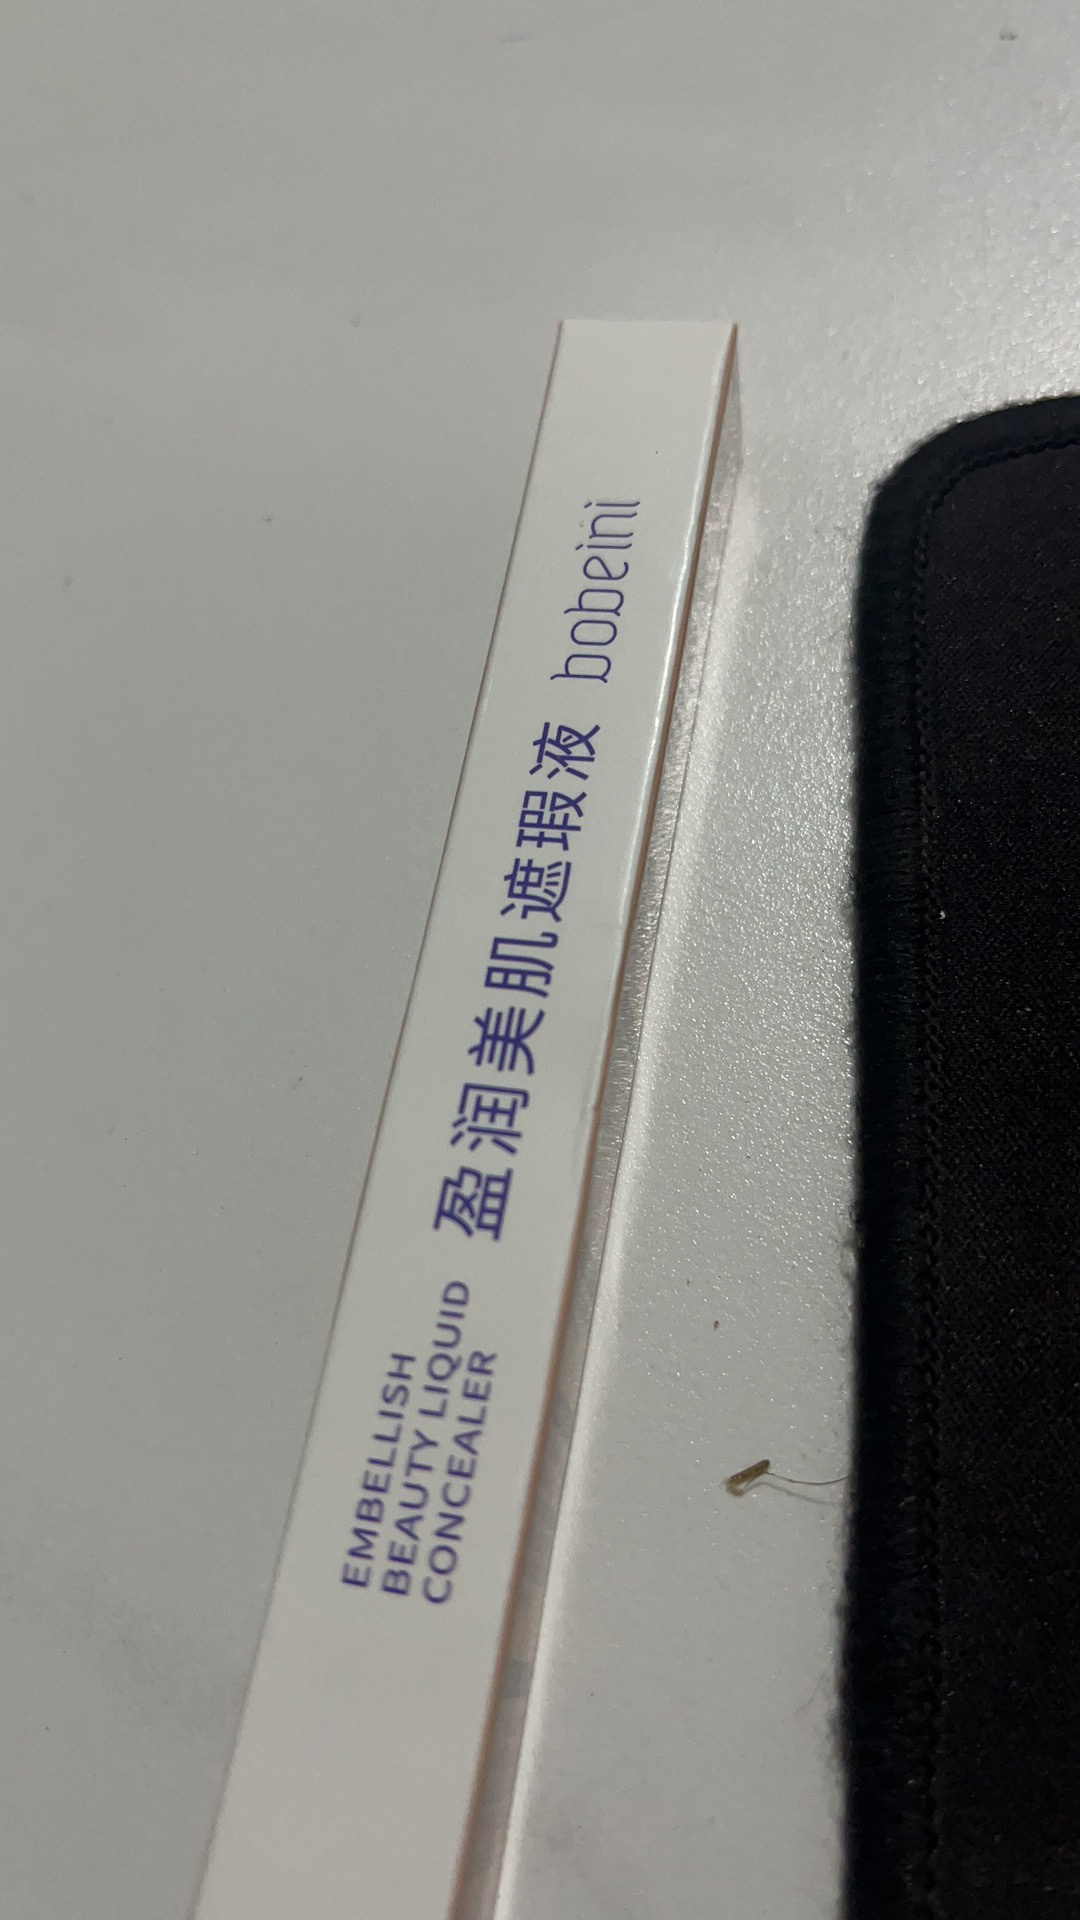 EMBELLISH
BEAUTY LIQUID
CONCEALER
盈润美肌遮瑕液 bobeini